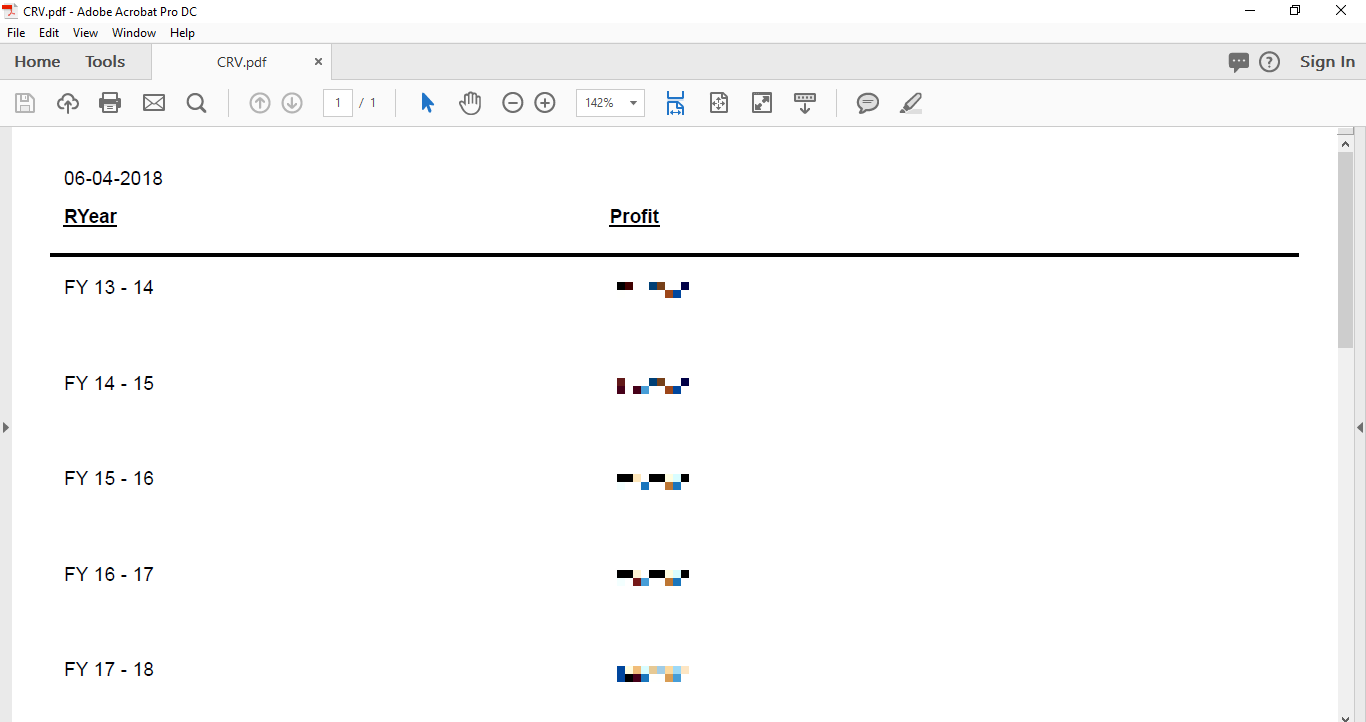 CRV.pdf - Adobe Acrobat Pro DC
File Edit View Window Help
Home Tools CRV.pdf × Sign In
1 / 1 142%
06-04-2018
RYear Profit
FY 13 - 14
FY 14 - 15
FY 15 - 16
FY 16 - 17
FY 17 - 18